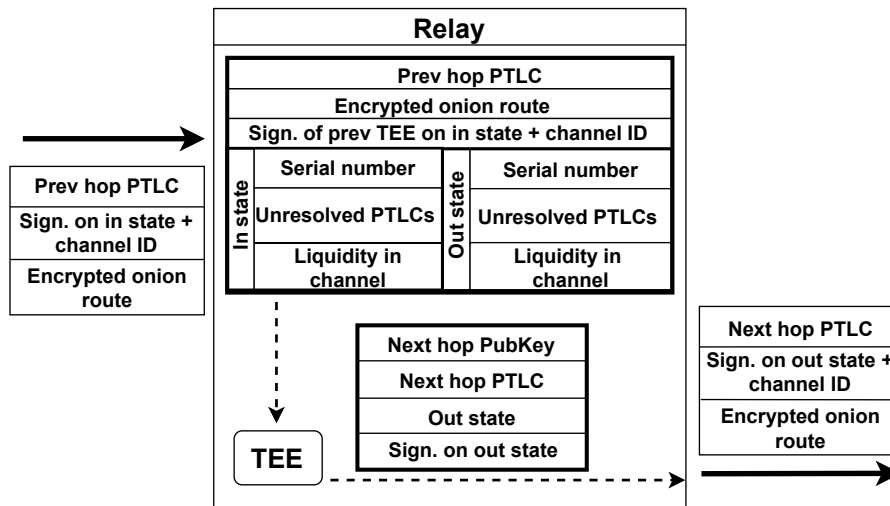 Relay
Prev hop PTLC
Encrypted onion route
Sign. of prev TEE on in state + channel ID
In state
Serial number
Unresolved PTLCs
Liquidity in
channel
Out state
Serial number
Unresolved PTLCs
Liquidity in
channel
Prev hop PTLC
Sign. on in state +
channel ID
Encrypted onion
route
Next hop PubKey
Next hop PTLC
Out state
Sign. on out state
TEE
Next hop PTLC
Sign. on out state +
channel ID
Encrypted onion
route